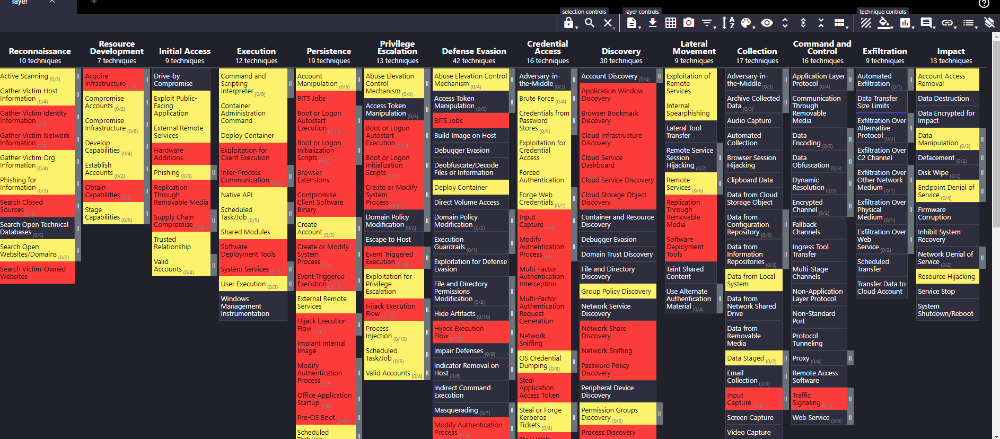 layer
selection controls
layer controls
technique controls
Reconnaissance
10 techniques
Active Scanning (0/3)
Gather Victim Host
Information (0/4)
Gather Victim Identity
Information (0/3)
Gather Victim Network
Information (0/6)
Gather Victim Org
Information (0/4)
Phishing for
Information (0/3)
Search Closed
Sources (0/2)
Search Open Technical
Databases (0/5)
Search Open
Websites/Domains (0/2)
Search Victim-Owned
Websites
Resource
Development
7 techniques
Acquire
Infrastructure (0/6)
Compromise
Accounts (0/2)
Compromise
Infrastructure (0/6)
Develop
Capabilities (0/4)
Establish
Accounts (0/2)
Obtain
Capabilities (0/6)
Stage
Capabilities (0/5)
Initial Access
9 techniques
Drive-by
Compromise
Exploit Public-
Facing
Application
External Remote
Services
Hardware
Additions
Phishing (0/3)
Replication
Through
Removable Media
Supply Chain
Compromise (0/3)
Trusted
Relationship
Valid
Accounts (0/4)
Execution
12 techniques
Command and
Scripting
Interpreter (0/8)
Container
Administration
Command
Deploy Container
Exploitation for
Client Execution
Inter-Process
Communication (0/3)
Native API
Scheduled
Task/Job (0/5)
Shared Modules
Software
Deployment Tools
System Services (0/2)
User Execution (0/3)
Windows
Management
Instrumentation
Persistence
19 techniques
Account
Manipulation (0/5)
BITS Jobs
Boot or Logon
Autostart
Execution (0/14)
Boot or Logon
Initialization
Scripts (0/5)
Browser
Extensions
Compromise
Client Software
Binary
Create
Account (0/3)
Create or Modify
System
Process (0/4)
Event Triggered
Execution (0/15)
External Remote
Services
Hijack Execution
Flow (0/12)
Implant Internal
Image
Modify
Authentication
Process (0/5)
Office Application
Startup (0/6)
Pre-OS Boot (0/5)
Scheduled
Task/Job
Privilege
Escalation
13 techniques
Abuse Elevation
Control
Mechanism (0/4)
Access Token
Manipulation (0/5)
Boot or Logon
Autostart
Execution (0/14)
Boot or Logon
Initialization
Scripts (0/5)
Create or Modify
System
Process (0/4)
Domain Policy
Modification (0/2)
Escape to Host
Event Triggered
Execution (0/15)
Exploitation for
Privilege
Escalation
Hijack Execution
Flow (0/12)
Process
Injection (0/12)
Scheduled
Task/Job (0/5)
Valid Accounts (0/4)
Defense Evasion
42 techniques
Abuse Elevation Control
Mechanism (0/4)
Access Token
Manipulation (0/5)
BITS Jobs
Build Image on Host
Debugger Evasion
Deobfuscate/Decode
Files or Information
Deploy Container
Direct Volume Access
Domain Policy
Modification (0/2)
Execution
Guardrails (0/1)
Exploitation for Defense
Evasion
File and Directory
Permissions
Modification (0/2)
Hide Artifacts (0/10)
Hijack Execution
Flow (0/12)
Impair Defenses (0/9)
Indicator Removal on
Host (0/6)
Indirect Command
Execution
Masquerading (0/7)
Modify Authentication
Process (0/5)
Credential
Access
16 techniques
Adversary-in-
the-Middle (0/3)
Brute Force (0/4)
Credentials from
Password
Stores (0/5)
Exploitation for
Credential
Access
Forced
Authentication
Forge Web
Credentials (0/2)
Input
Capture (0/4)
Modify
Authentication
Process (0/5)
Multi-Factor
Authentication
Interception
Multi-Factor
Authentication
Request
Generation
Network
Sniffing
OS Credential
Dumping (0/8)
Steal
Application
Access Token
Steal or Forge
Kerberos
Tickets (0/4)
Steal Web
Discovery
30 techniques
Account Discovery (0/4)
Application Window
Discovery
Browser Bookmark
Discovery
Cloud Infrastructure
Discovery
Cloud Service
Dashboard
Cloud Service Discovery
Cloud Storage Object
Discovery
Container and Resource
Discovery
Debugger Evasion
Domain Trust Discovery
File and Directory
Discovery
Group Policy Discovery
Network Service
Discovery
Network Share
Discovery
Network Sniffing
Password Policy
Discovery
Peripheral Device
Discovery
Permission Groups
Discovery (0/3)
Process Discovery
Lateral
Movement
9 techniques
Exploitation of
Remote
Services
Internal
Spearphishing
Lateral Tool
Transfer
Remote Service
Session
Hijacking (0/2)
Remote
Services (0/6)
Replication
Through
Removable
Media
Software
Deployment
Tools
Taint Shared
Content
Use Alternate
Authentication
Material (0/4)
Collection
17 techniques
Adversary-in-
the-Middle (0/3)
Archive Collected
Data (0/3)
Audio Capture
Automated
Collection
Browser Session
Hijacking
Clipboard Data
Data from Cloud
Storage Object
Data from
Configuration
Repository (0/2)
Data from
Information
Repositories (0/3)
Data from Local
System
Data from
Network Shared
Drive
Data from
Removable
Media
Data Staged (0/2)
Email
Collection (0/3)
Input
Capture (0/4)
Screen Capture
Video Capture
Command and
Control
16 techniques
Application Layer
Protocol (0/4)
Communication
Through
Removable
Media
Data
Encoding (0/2)
Data
Obfuscation (0/3)
Dynamic
Resolution (0/3)
Encrypted
Channel (0/2)
Fallback
Channels
Ingress Tool
Transfer
Multi-Stage
Channels
Non-Application
Layer Protocol
Non-Standard
Port
Protocol
Tunneling
Proxy (0/4)
Remote Access
Software
Traffic
Signaling (0/1)
Web Service (0/3)
Exfiltration
9 techniques
Automated
Exfiltration (0/1)
Data Transfer
Size Limits
Exfiltration Over
Alternative
Protocol (0/3)
Exfiltration Over
C2 Channel
Exfiltration Over
Other Network
Medium (0/1)
Exfiltration Over
Physical
Medium (0/1)
Exfiltration Over
Web
Service (0/2)
Scheduled
Transfer
Transfer Data to
Cloud Account
Impact
13 techniques
Account Access
Removal
Data Destruction
Data Encrypted for
Impact
Data
Manipulation (0/3)
Defacement (0/2)
Disk Wipe (0/2)
Endpoint Denial of
Service (0/4)
Firmware
Corruption
Inhibit System
Recovery
Network Denial of
Service (0/2)
Resource Hijacking
Service Stop
System
Shutdown/Reboot